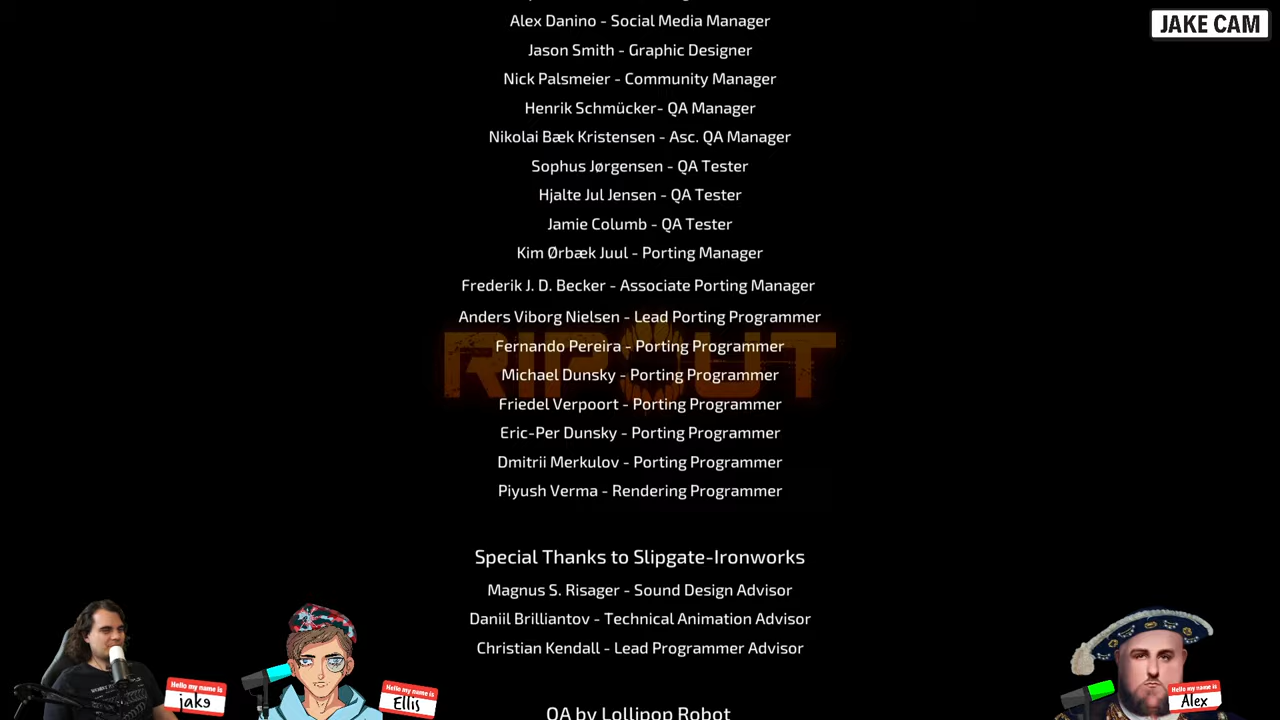 JAKE CAM
Alex Danino - Social Media Manager
Jason Smith - Graphic Designer
Nick Palsmeier - Community Manager
Henrik Schmücker- QA Manager
Nikolai Bæk Kristensen - Asc. QA Manager
Sophus Jørgensen - QA Tester
Hjalte Jul Jensen - QA Tester
Jamie Columb - QA Tester
Kim Ørbæk Juul - Porting Manager
Frederik J. D. Becker - Associate Porting Manager
Anders Viborg Nielsen - Lead Porting Programmer
RIPOUT
Fernando Pereira - Porting Programmer
Michael Dunsky - Porting Programmer
Friedel Verpoort - Porting Programmer
Eric-Per Dunsky - Porting Programmer
Dmitrii Merkulov - Porting Programmer
Piyush Verma - Rendering Programmer
Special Thanks to Slipgate-Ironworks
Magnus S. Risager - Sound Design Advisor
Daniil Brilliantov - Technical Animation Advisor
Christian Kendall - Lead Programmer Advisor
QA by Lollipop Robot
Hello my name is
jake
Hello my name is
Ellis
Hello my name is
Alex